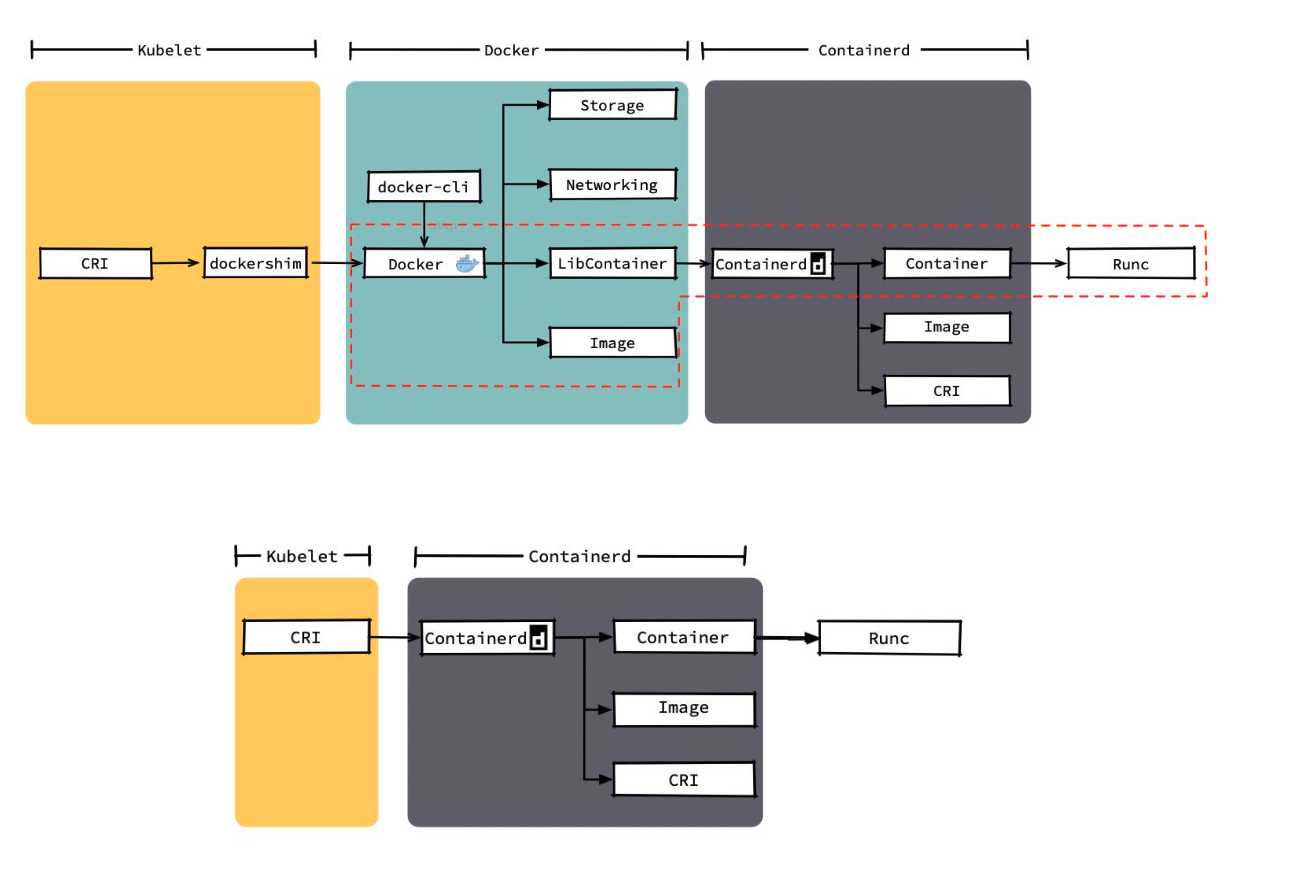 Kubelet
Docker
Containerd
Storage
docker-cli
Networking
CRI
dockershim
Docker
LibContainer
Containerd
Container
Runc
Image
Image
CRI
Kubelet
Containerd
CRI
Containerd
Container
Runc
Image
CRI